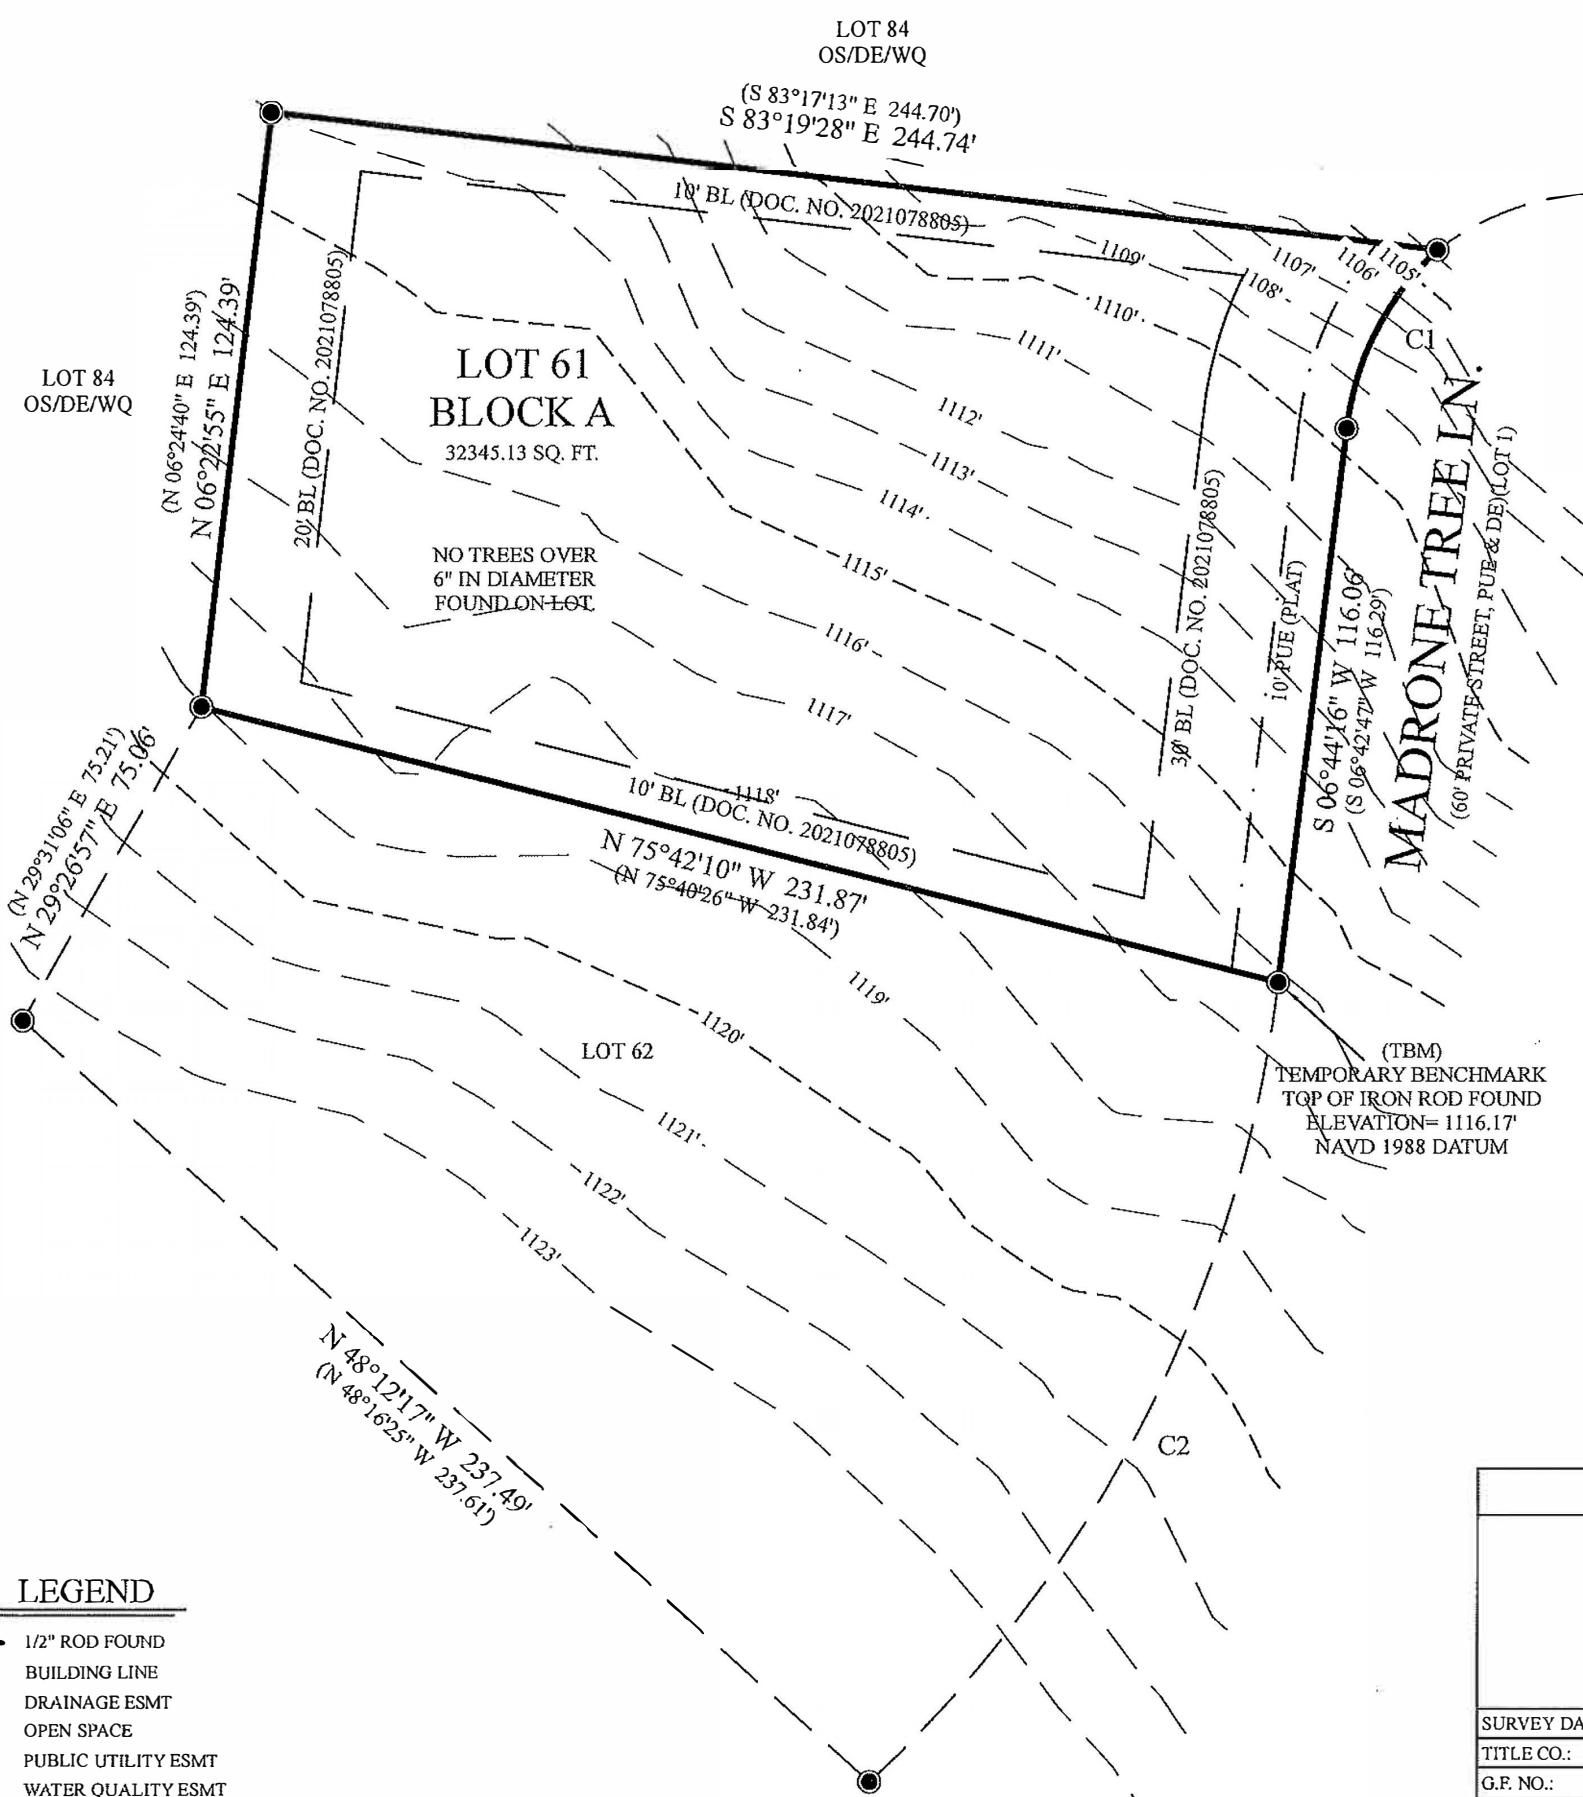 LOT 84
OS/DE/WQ
(S 83°17'13" E 244.70')
S 83°19'28" E 244.74'
10' BL (DOC. NO. 2021078805)
1109'
1107'
1106'
1105'
1108'
1110'
C1
1111'
LOT 84
OS/DE/WQ
(N 06°24'40" E 124.39')
N 06°22'55" E 124.39'
20' BL (DOC. NO. 2021078805)
LOT 61
BLOCK A
32345.13 SQ. FT.
1112'
1113'
1114'
1115'
NO TREES OVER
6" IN DIAMETER
FOUND ON LOT.
1116'
1117'
30' BL (DOC. NO. 2021078805)
10' PUE (PLAT)
S 06°44'16" W 116.06'
(S 06°42'47" W 116.29')
MADRONE TREE LN.
(60' PRIVATE STREET, PUE & DE)(LOT 1)
(N 29°31'06" E 75.21')
N 29°26'57" E 75.06'
1118'
10' BL (DOC. NO. 2021078805)
N 75°42'10" W 231.87'
(N 75°40'26" W 231.84')
1119'
1120'
LOT 62
(TBM)
TEMPORARY BENCHMARK
TOP OF IRON ROD FOUND
ELEVATION= 1116.17'
NAVD 1988 DATUM
1121'
1122'
1123'
N 48°12'17" W 237.49'
(N 48°16'25" W 237.61')
C2
LEGEND
1/2" ROD FOUND
BUILDING LINE
DRAINAGE ESMT
OPEN SPACE
PUBLIC UTILITY ESMT
WATER QUALITY ESMT
SURVEY DA
TITLE CO.:
G.F. NO.: